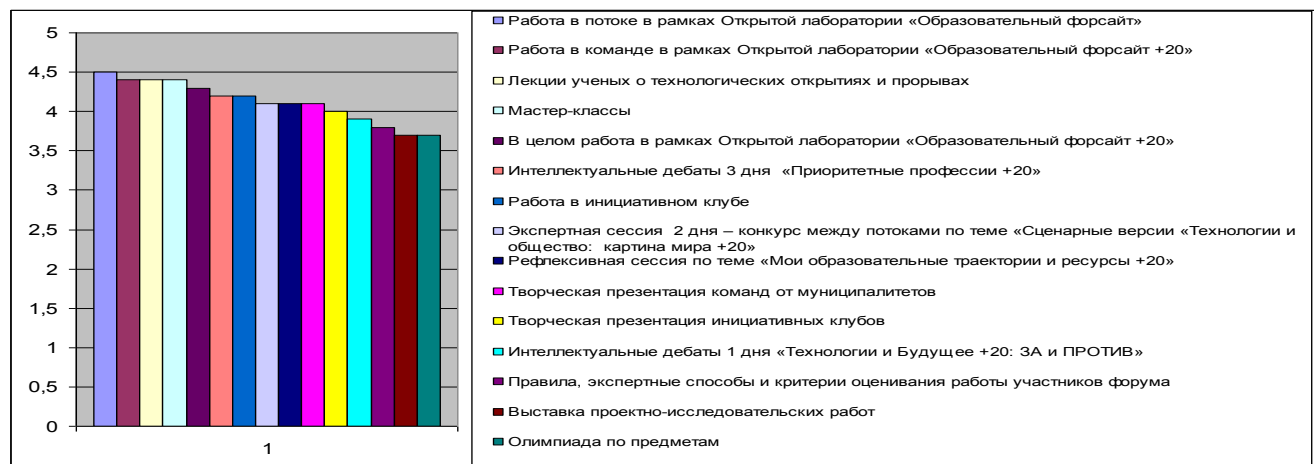 5
4,5
4
3,5
3
2,5
2
1,5
1
0,5
0
1
Работа в потоке в рамках Открытой лаборатории «Образовательный форсайт»
Работа в команде в рамках Открытой лаборатории «Образовательный форсайт +20»
Лекции ученых о технологических открытиях и прорывах
Мастер-классы
В целом работа в рамках Открытой лаборатории «Образовательный форсайт +20»
Интеллектуальные дебаты 3 дня «Приоритетные профессии +20»
Работа в инициативном клубе
Экспертная сессия 2 дня – конкурс между потоками по теме «Сценарные версии «Технологии и
общество: картина мира +20»
Рефлексивная сессия по теме «Мои образовательные траектории и ресурсы +20»
Творческая презентация команд от муниципалитетов
Творческая презентация инициативных клубов
Интеллектуальные дебаты 1 дня «Технологии и Будущее +20: ЗА и ПРОТИВ»
Правила, экспертные способы и критерии оценивания работы участников форума
Выставка проектно-исследовательских работ
Олимпиада по предметам